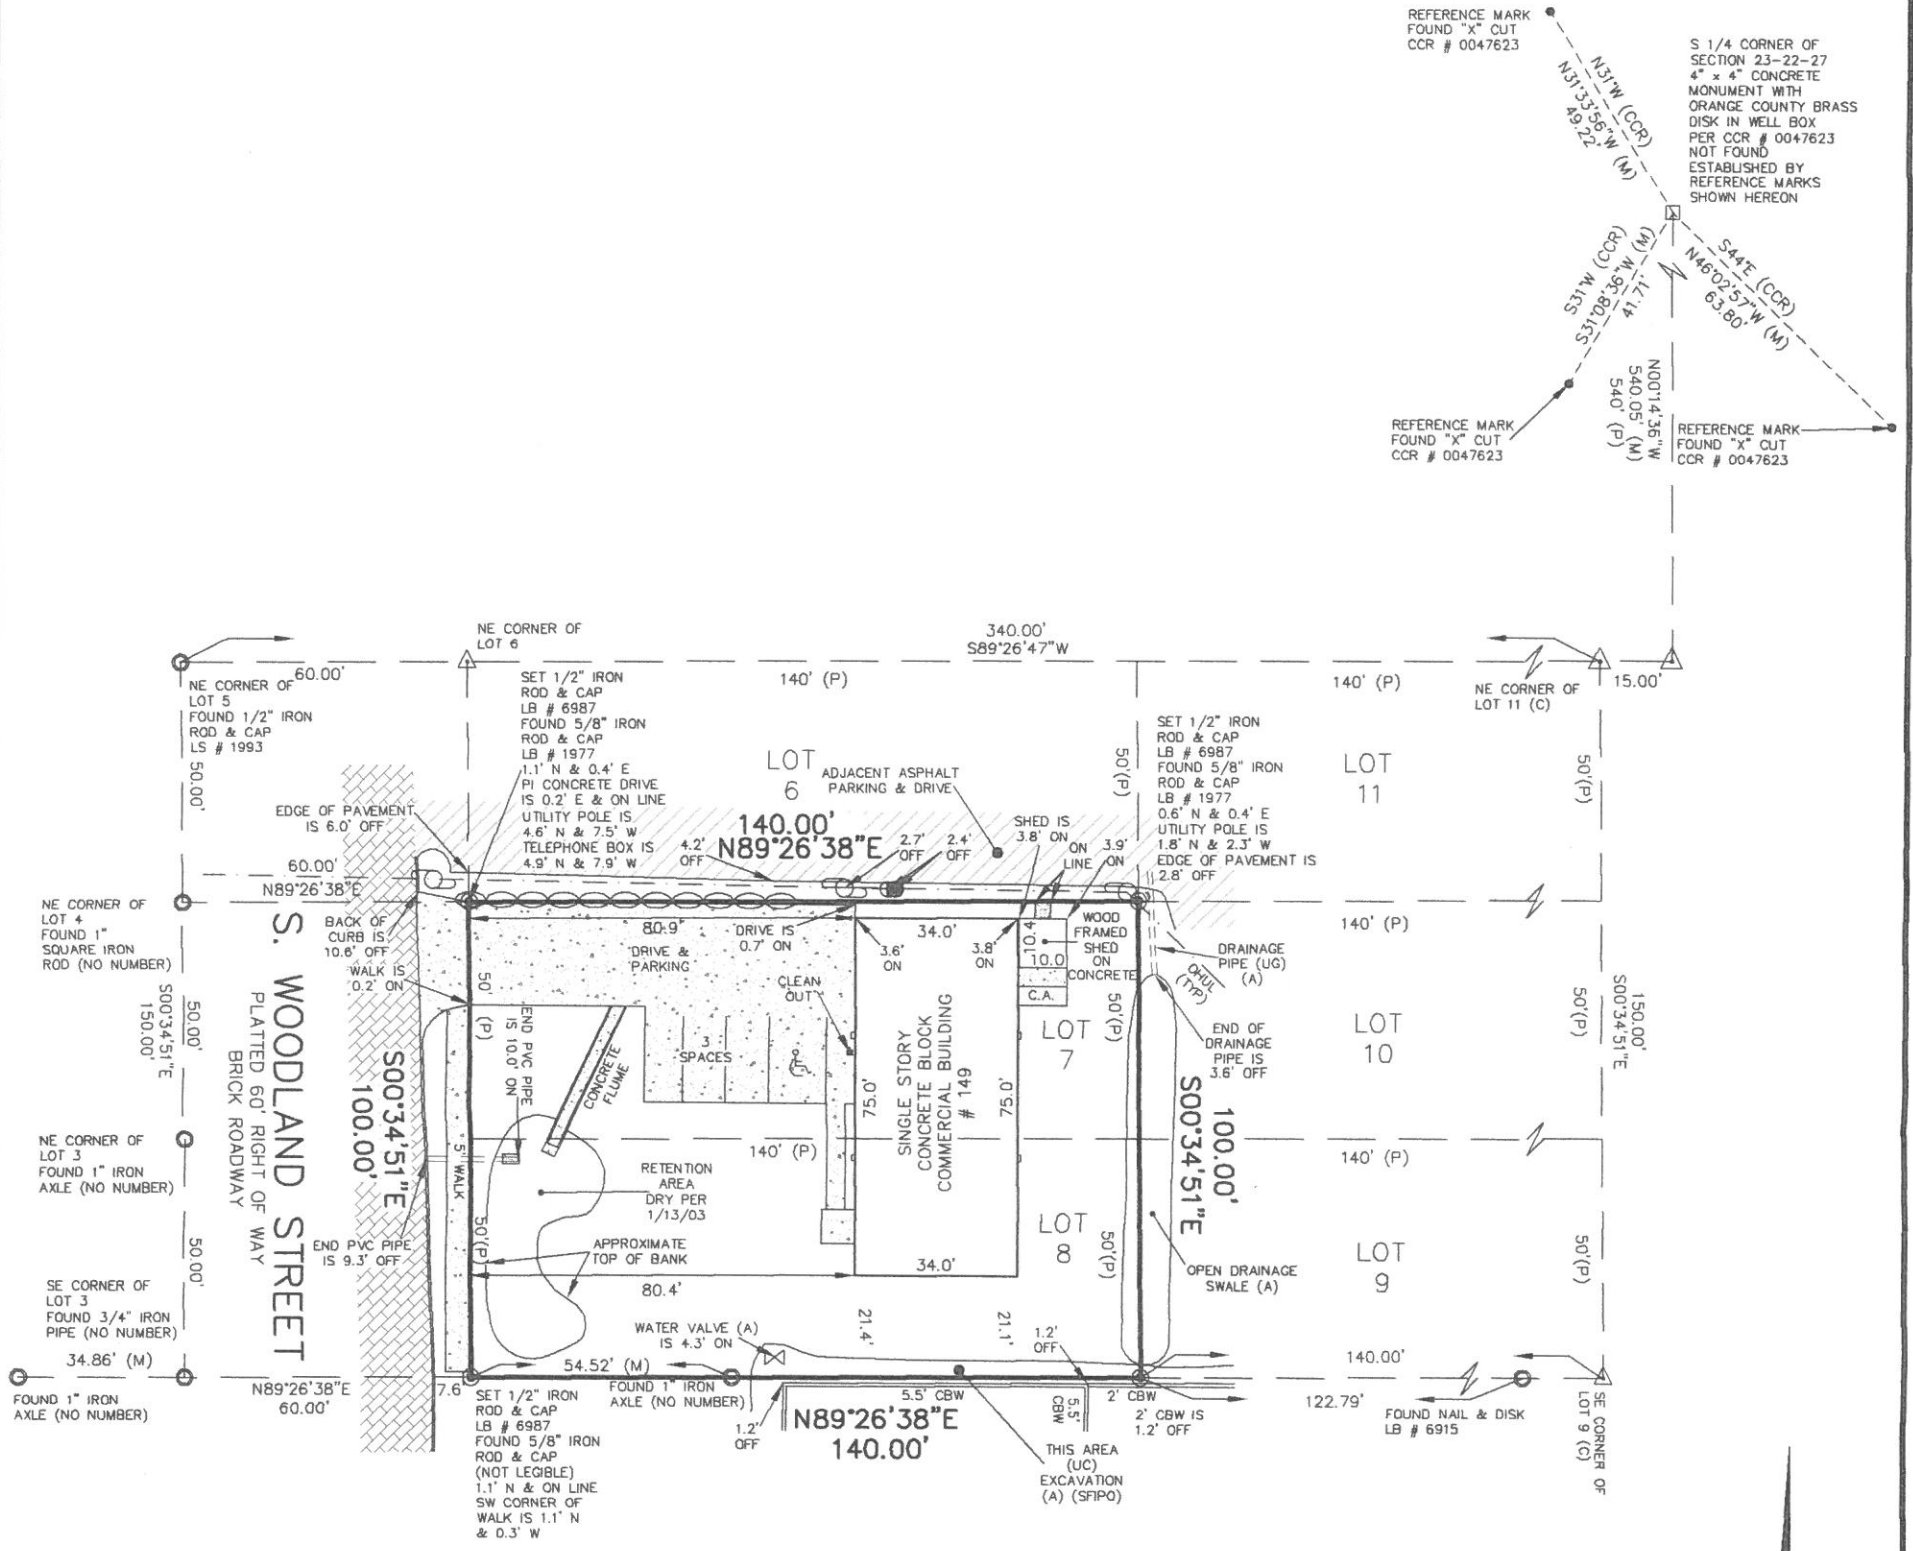 REFERENCE MARK
FOUND "X" CUT
CCR # 0047623
S 1/4 CORNER OF
SECTION 23-22-27
4" x 4" CONCRETE
MONUMENT WITH
ORANGE COUNTY BRASS
DISK IN WELL BOX
PER CCR # 0047623
NOT FOUND
ESTABLISHED BY
REFERENCE MARKS
SHOWN HEREON
N31°W (CCR)
N31°33'56"W (M)
49.22'
S31°W (CCR)
S31°08'36"W (M)
41.71'
S44°E (CCR)
N46°02'57"W (M)
63.80'
N00°14'36"W
540.05' (M)
540' (P)
REFERENCE MARK
FOUND "X" CUT
CCR # 0047623
REFERENCE MARK
FOUND "X" CUT
CCR # 0047623
NE CORNER OF
LOT 6
340.00'
S89°26'47"W
60.00'
140' (P)
140' (P)
15.00'
NE CORNER OF
LOT 5
FOUND 1/2" IRON
ROD & CAP
LS # 1993
NE CORNER OF
LOT 11 (C)
SET 1/2" IRON
ROD & CAP
LB # 6987
FOUND 5/8" IRON
ROD & CAP
LB # 1977
1.1' N & 0.4' E
PI CONCRETE DRIVE
IS 0.2' E & ON LINE
UTILITY POLE IS
4.6' N & 7.5' W
TELEPHONE BOX IS
4.9' N & 7.9' W
SET 1/2" IRON
ROD & CAP
LB # 6987
FOUND 5/8" IRON
ROD & CAP
LB # 1977
0.6' N & 0.4' E
UTILITY POLE IS
1.8' N & 2.3' W
EDGE OF PAVEMENT IS
2.8' OFF
50.00'
LOT
6
50'(P)
LOT
11
50'(P)
ADJACENT ASPHALT
PARKING & DRIVE
EDGE OF PAVEMENT
IS 6.0' OFF
140.00'
N89°26'38"E
4.2'
OFF
2.7'
OFF
2.4'
OFF
SHED IS
3.8' ON
ON
LINE
3.9'
ON
60.00'
N89°26'38"E
NE CORNER OF
LOT 4
FOUND 1"
SQUARE IRON
ROD (NO NUMBER)
BACK OF
CURB IS
10.6' OFF
WALK IS
0.2' ON
80.9'
DRIVE IS
0.7' ON
DRIVE &
PARKING
34.0'
3.6'
ON
3.8'
ON
10.4
10.0
WOOD
FRAMED
SHED
ON
CONCRETE
C.A.
140' (P)
DRAINAGE
PIPE (UG)
(A)
OHUL
(TYP)
CLEAN
OUT
50'
(P)
END PVC PIPE
IS 10.0' ON
CONCRETE
FLUME
3
SPACES
75.0'
SINGLE STORY
CONCRETE BLOCK
COMMERCIAL BUILDING
# 149
75.0'
LOT
7
50'(P)
END OF
DRAINAGE
PIPE IS
3.6' OFF
LOT
10
50'(P)
150.00'
S00°34'51"E
50.00'
S00°34'51"E
150.00'
S. WOODLAND STREET
PLATTED 60' RIGHT OF WAY
BRICK ROADWAY
S00°34'51"E
100.00'
100.00'
S00°34'51"E
NE CORNER OF
LOT 3
FOUND 1" IRON
AXLE (NO NUMBER)
5' WALK
140' (P)
140' (P)
RETENTION
AREA
DRY PER
1/13/03
50'(P)
APPROXIMATE
TOP OF BANK
END PVC PIPE
IS 9.3' OFF
50.00'
LOT
8
50'(P)
LOT
9
50'(P)
OPEN DRAINAGE
SWALE (A)
34.0'
80.4'
SE CORNER OF
LOT 3
FOUND 3/4" IRON
PIPE (NO NUMBER)
34.86' (M)
WATER VALVE (A)
IS 4.3' ON
21.4'
21.1'
1.2'
OFF
54.52' (M)
140.00'
FOUND 1" IRON
AXLE (NO NUMBER)
N89°26'38"E
60.00'
7.6
FOUND 1" IRON
AXLE (NO NUMBER)
SET 1/2" IRON
ROD & CAP
LB # 6987
FOUND 5/8" IRON
ROD & CAP
(NOT LEGIBLE)
1.1' N & ON LINE
SW CORNER OF
WALK IS 1.1' N
& 0.3' W
1.2'
OFF
5.5' CBW
5.5'
CBW
2' CBW
2' CBW IS
1.2' OFF
N89°26'38"E
140.00'
THIS AREA
(UC)
EXCAVATION
(A) (SFIPO)
122.79'
FOUND NAIL & DISK
LB # 6915
SE CORNER OF
LOT 9 (C)